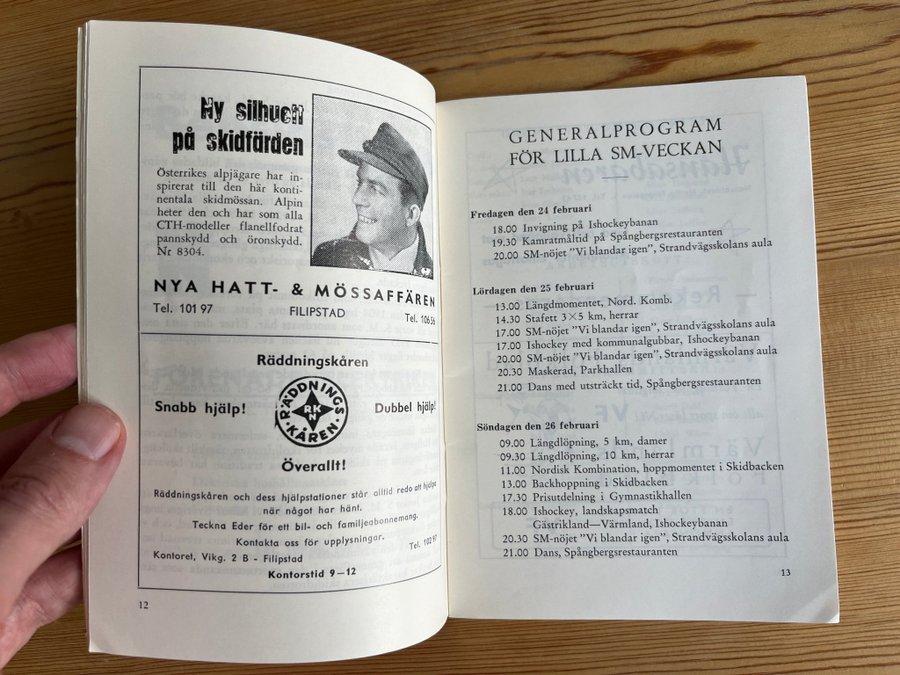 Ny silhuett
på skidfärden
Österrikes alpjägare har in-
spirerat till den här konti-
nentala skidmössan. Alpin
heter den och har som alla
CTH-modeller flanellfodrat
pannskydd och öronskydd.
Nr 8304.
NYA HATT- & MÖSSAFFÄREN
Tel. 101 97 FILIPSTAD Tel. 106 56
Räddningskåren
Snabb hjälp! RÄDDNINGS KÅREN RKN Dubbel hjälp!
Överallt!
Räddningskåren och dess hjälpstationer står alltid redo att hjälpa
när något har hänt.
Teckna Eder för ett bil- och familjeabonnemang.
Kontakta oss för upplysningar.
Kontoret, Vikg. 2 B - Filipstad Tel. 102 97
Kontorstid 9—12
12
GENERALPROGRAM
FÖR LILLA SM-VECKAN
Fredagen den 24 februari
18.00 Invigning på Ishockeybanan
19.30 Kamratmåltid på Spångbergsrestauranten
20.00 SM-nöjet "Vi blandar igen", Strandvägsskolans aula
Lördagen den 25 februari
13.00 Längdmomentet, Nord. Komb.
14.30 Stafett 3×5 km, herrar
17.00 SM-nöjet "Vi blandar igen", Strandvägsskolans aula
17.00 Ishockey med kommunalgubbar, Ishockeybanan
20.00 SM-nöjet "Vi blandar igen", Strandvägsskolans aula
20.30 Maskerad, Parkhallen
21.00 Dans med utsträckt tid, Spångbergsrestauranten
Söndagen den 26 februari
09.00 Längdlöpning, 5 km, damer
09.30 Längdlöpning, 10 km, herrar
11.00 Nordisk Kombination, hoppmomentet i Skidbacken
13.00 Backhoppning i Skidbacken
17.30 Prisutdelning i Gymnastikhallen
18.00 Ishockey, landskapsmatch
Gästrikland—Värmland, Ishockeybanan
20.30 SM-nöjet "Vi blandar igen", Strandvägsskolans aula
21.00 Dans, Spångbergsrestauranten
13